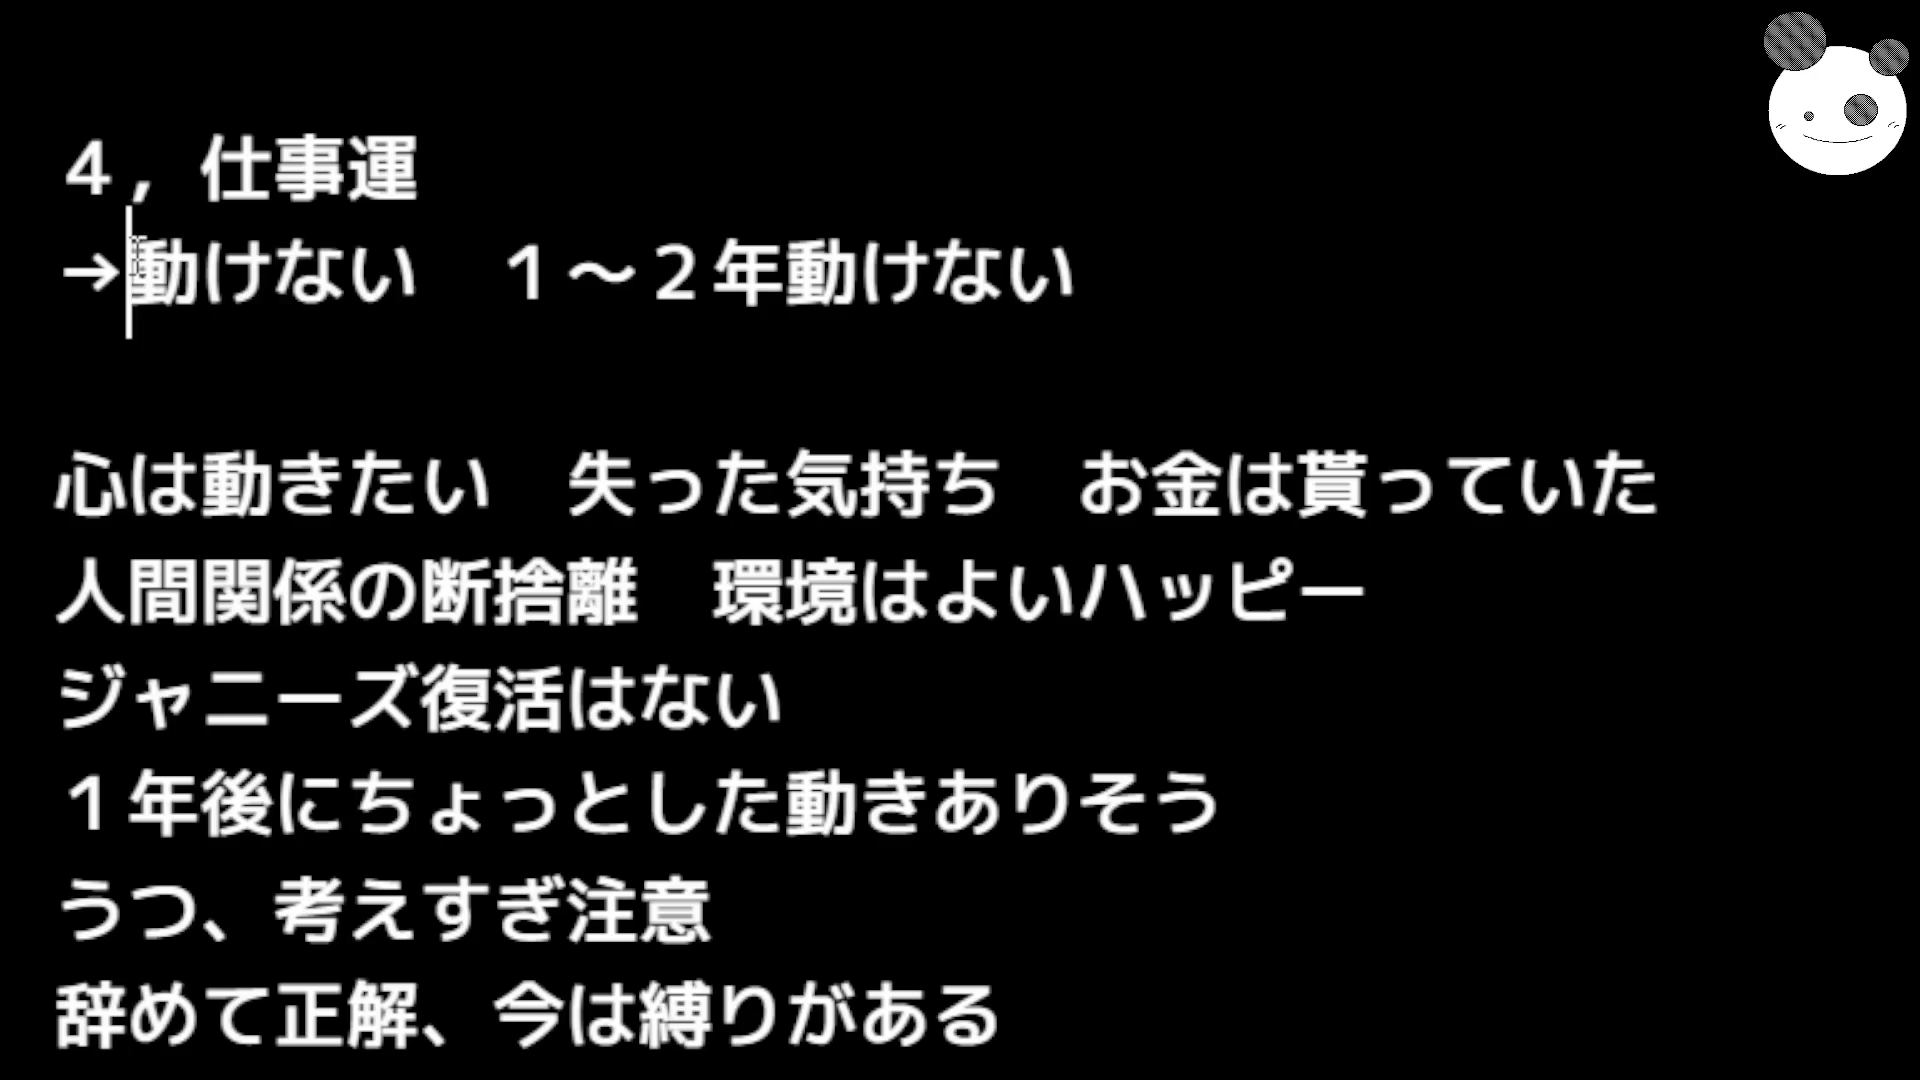 ４，仕事運
→動けない　１～２年動けない
心は動きたい　失った気持ち　お金は貰っていた
人間関係の断捨離　環境はよいハッピー
ジャニーズ復活はない
１年後にちょっとした動きありそう
うつ、考えすぎ注意
辞めて正解、今は縛りがある